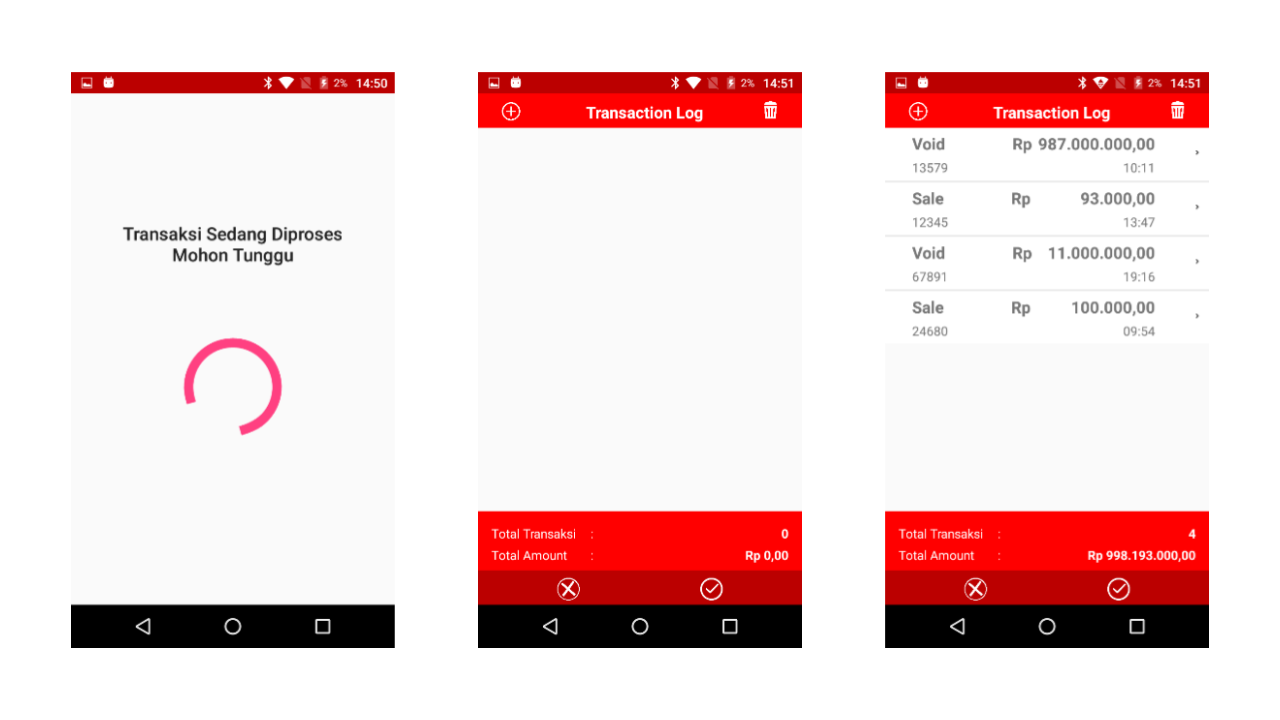 2% 14:50
Transaksi Sedang Diproses
Mohon Tunggu
2% 14:51
Transaction Log
Total Transaksi : 0
Total Amount : Rp 0,00
2% 14:51
Transaction Log
Void Rp 987.000.000,00
13579 10:11
Sale Rp 93.000,00
12345 13:47
Void Rp 11.000.000,00
67891 19:16
Sale Rp 100.000,00
24680 09:54
Total Transaksi : 4
Total Amount : Rp 998.193.000,00